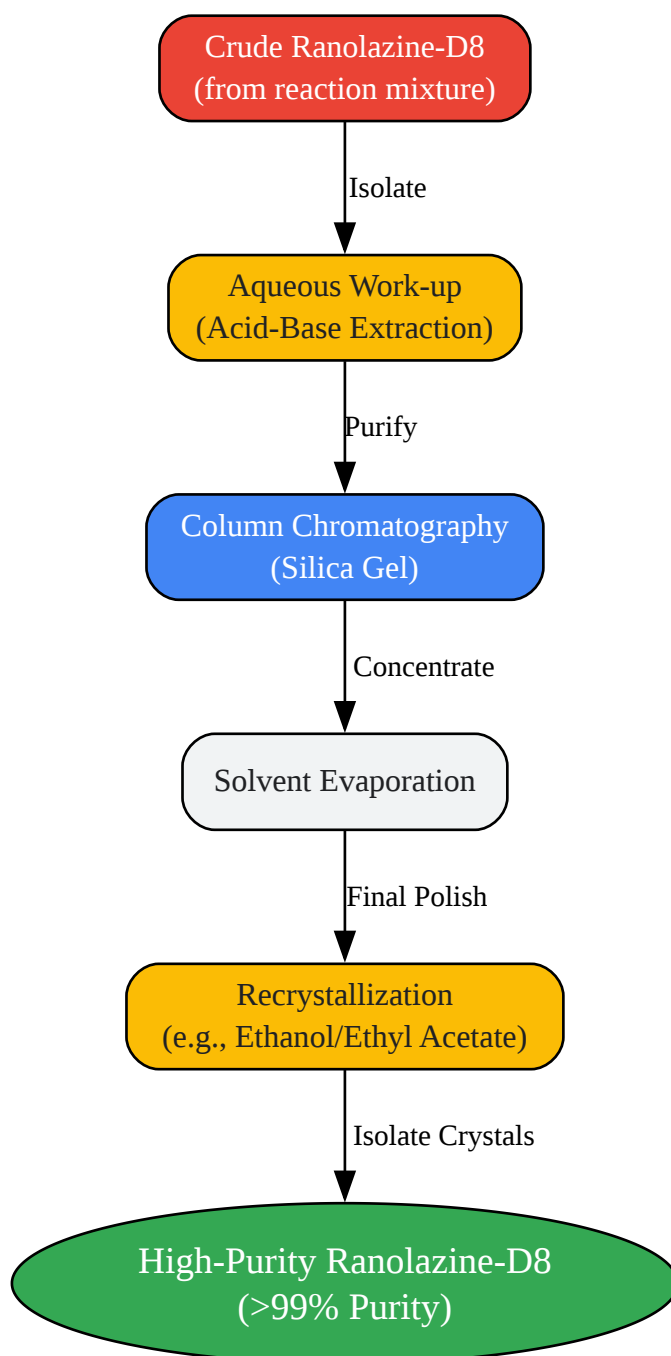 Crude Ranolazine-D8
(from reaction mixture)
Isolate
Aqueous Work-up
(Acid-Base Extraction)
Purify
Column Chromatography
(Silica Gel)
Concentrate
Solvent Evaporation
Final Polish
Recrystallization
(e.g., Ethanol/Ethyl Acetate)
Isolate Crystals
High-Purity Ranolazine-D8
(>99% Purity)